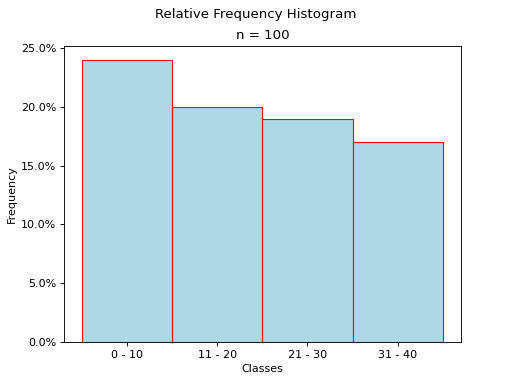 Relative Frequency Histogram
n = 100
25.0%
20.0%
15.0%
10.0%
5.0%
0.0%
Frequency
0 - 10 11 - 20 21 - 30 31 - 40
Classes